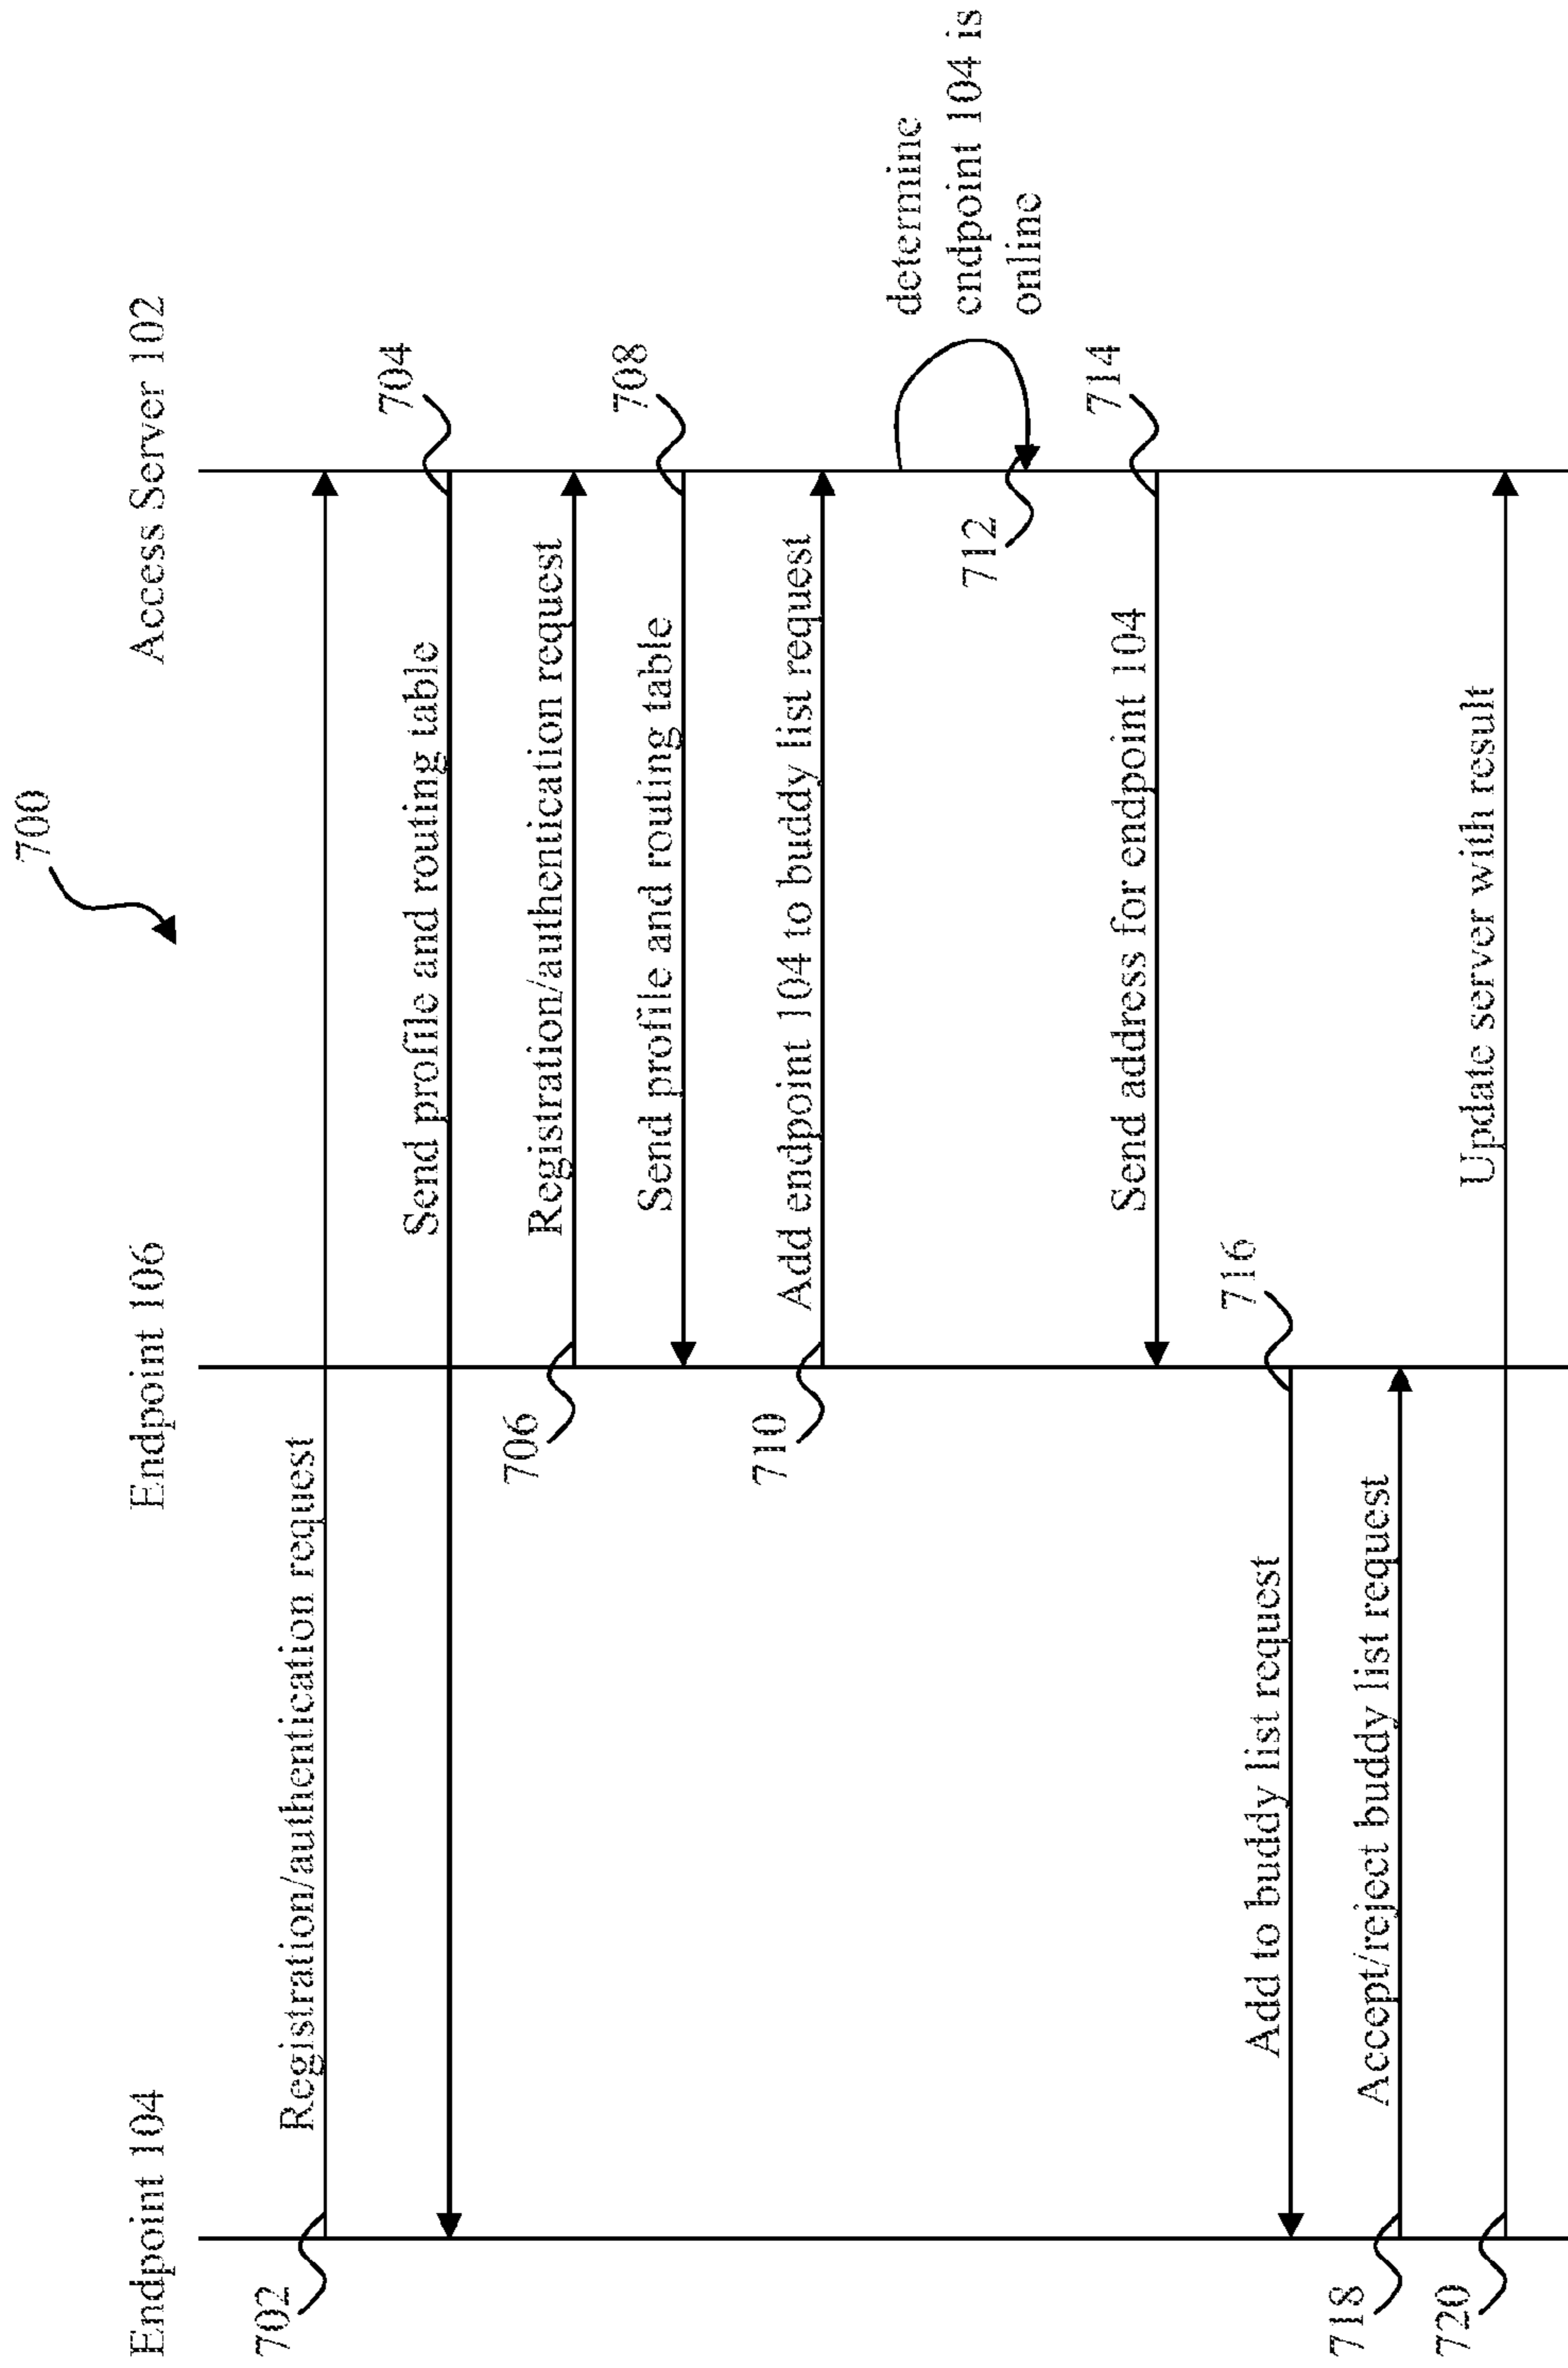 700
Endpoint 104
Endpoint 106
Access Server 102
702
Registration/authentication request
704
Send profile and routing table
706
Registration/authentication request
708
Send profile and routing table
710
Add endpoint 104 to buddy list request
determine
endpoint 104 is
online
712
714
Send address for endpoint 104
716
Add to buddy list request
718
Accept/reject buddy list request
720
Update server with result